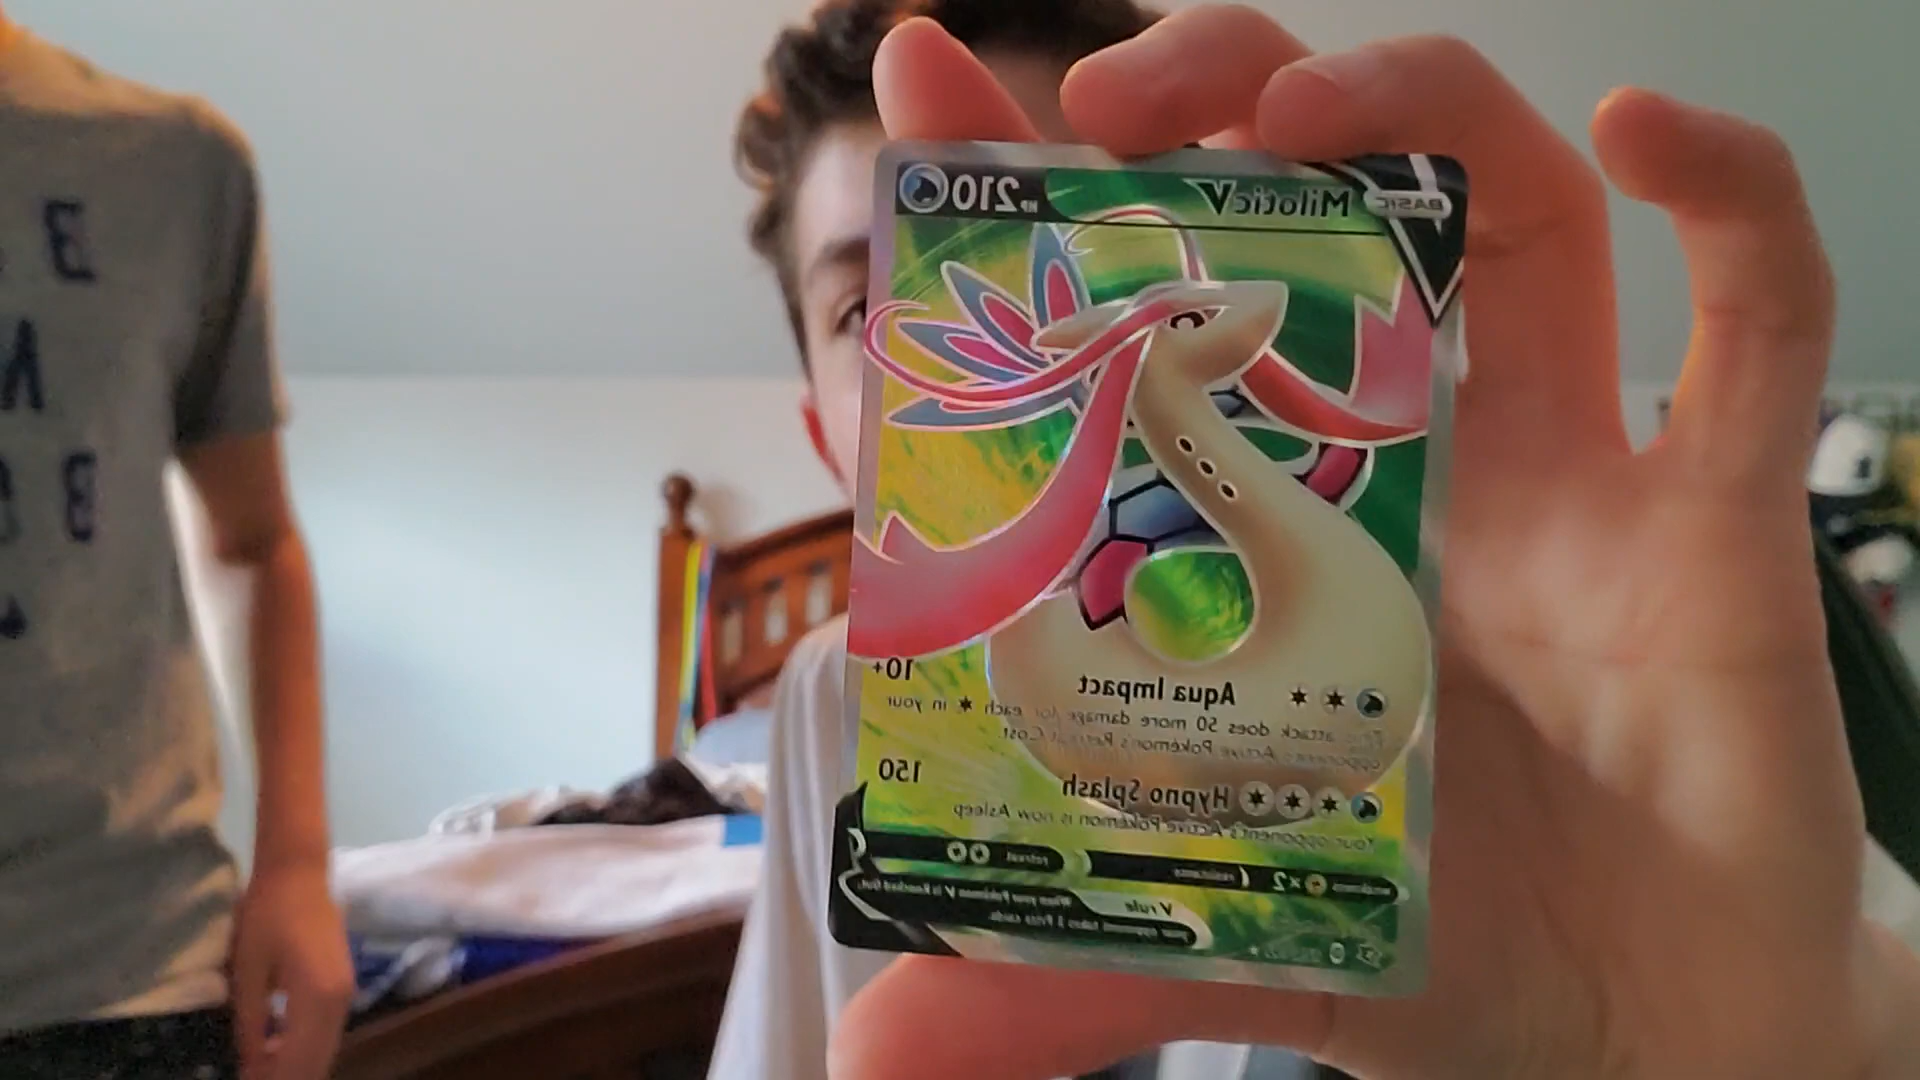 BASIC
Milotic V
HP 210
Aqua Impact 10+
This attack does 50 more damage for each in your
opponent's Active Pokémon's Retreat Cost.
Hypno Splash 150
Your opponent's Active Pokémon is now Asleep
weakness ×2 resistance retreat
V rule
When your Pokémon V is Knocked Out,
your opponent takes 2 Prize cards.